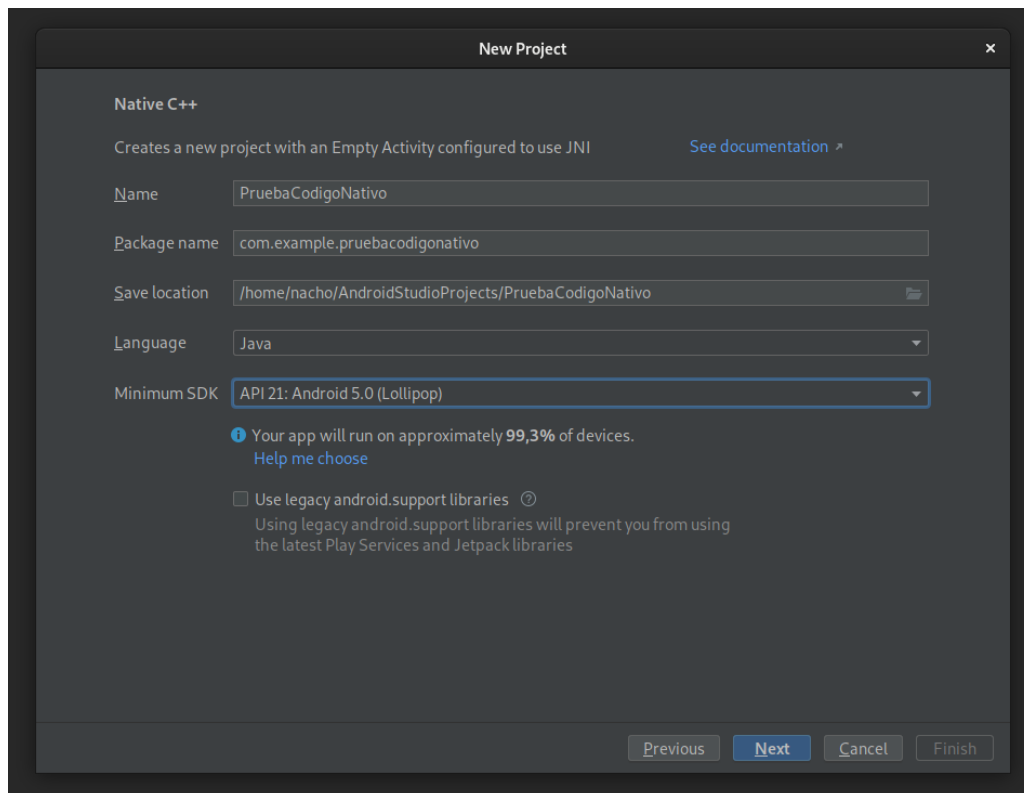 New Project
Native C++
Creates a new project with an Empty Activity configured to use JNI See documentation ↗
Name PruebaCodigoNativo
Package name com.example.pruebacodigonativo
Save location /home/nacho/AndroidStudioProjects/PruebaCodigoNativo
Language Java
Minimum SDK API 21: Android 5.0 (Lollipop)
Your app will run on approximately 99,3% of devices.
Help me choose
Use legacy android.support libraries ?
Using legacy android.support libraries will prevent you from using
the latest Play Services and Jetpack libraries
Previous Next Cancel Finish